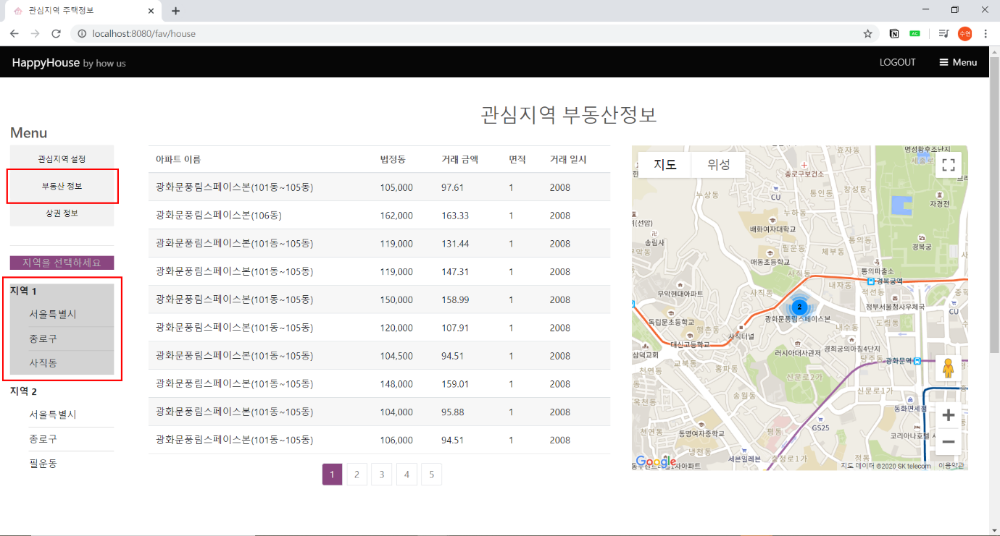 관심지역 주택정보
localhost:8080/fav/house
수연
HappyHouse by how us
LOGOUT
Menu
관심지역 부동산정보
Menu
관심지역 설정
부동산 정보
상권 정보
지역을 선택하세요
지역 1
서울특별시
종로구
사직동
지역 2
서울특별시
종로구
필운동
아파트 이름 법정동 거래 금액 면적 거래 일시
광화문풍림스페이스본(101동~105동) 105,000 97.61 1 2008
광화문풍림스페이스본(106동) 162,000 163.33 1 2008
광화문풍림스페이스본(101동~105동) 119,000 131.44 1 2008
광화문풍림스페이스본(101동~105동) 119,000 147.31 1 2008
광화문풍림스페이스본(101동~105동) 150,000 158.99 1 2008
광화문풍림스페이스본(101동~105동) 120,000 107.91 1 2008
광화문풍림스페이스본(101동~105동) 104,500 94.51 1 2008
광화문풍림스페이스본(101동~105동) 148,000 159.01 1 2008
광화문풍림스페이스본(101동~105동) 104,000 95.88 1 2008
광화문풍림스페이스본(101동~105동) 106,000 94.51 1 2008
1 2 3 4 5
지도 위성
효자동
명성황후조난지
종로구보건소
누상동
CU
통인동
창성동
자경전
누하동
배화여자대학교
필운동
통의동
체부동
경복궁
송림사
매동초등학교
통의파출소
사직동
경복궁역
내자동
적선동
무악현대아파트
사직동
2
정부서울청사우체국
CU
광화문풍림스페이스본
독립문초등학교
행촌동
내수동
도렴동
사직터널
대신고등학교
러시아대사관저
경희궁의아침4단지
삼덕교회
교북동
홍파동
당주동
광화문역
천연동
신문로2가
송월동
신문로1가
옥천동
동화면세점
평동
GS25
천연동
동명여자중학교
코리아나호텔
냉천동
세븐일레븐
충정로1가
정동
Google
지도 데이터 ©2020 SK telecom 이용약관